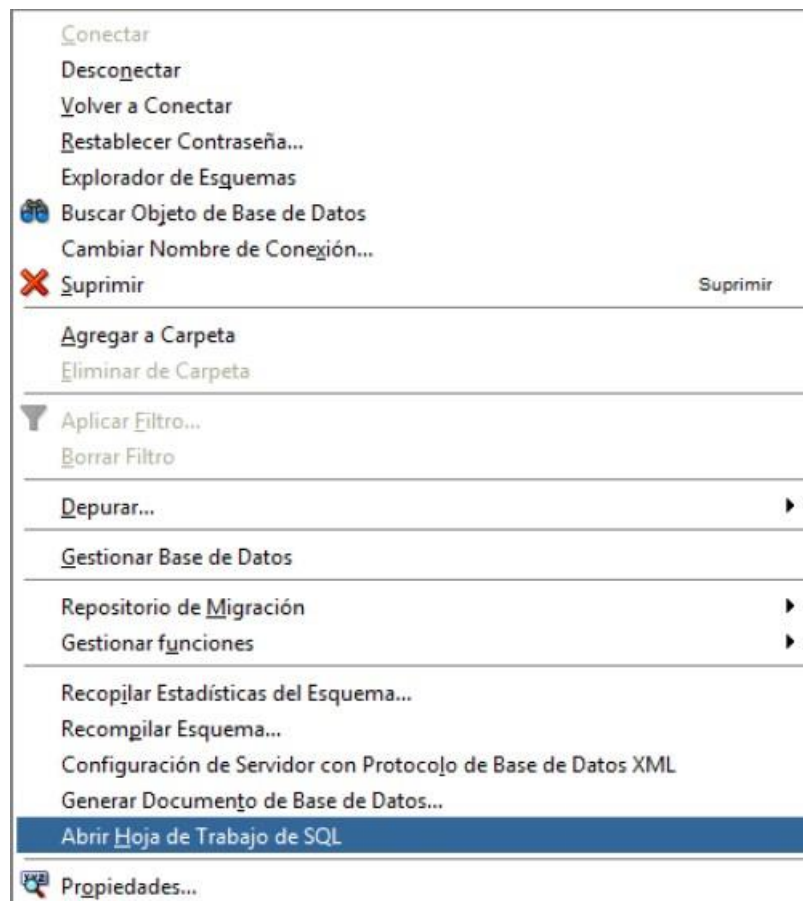 Conectar
Desconectar
Volver a Conectar
Restablecer Contraseña...
Explorador de Esquemas
Buscar Objeto de Base de Datos
Cambiar Nombre de Conexión...
Suprimir Suprimir
Agregar a Carpeta
Eliminar de Carpeta
Aplicar Filtro...
Borrar Filtro
Depurar...
Gestionar Base de Datos
Repositorio de Migración
Gestionar funciones
Recopilar Estadísticas del Esquema...
Recompilar Esquema...
Configuración de Servidor con Protocolo de Base de Datos XML
Generar Documento de Base de Datos...
Abrir Hoja de Trabajo de SQL
Propiedades...